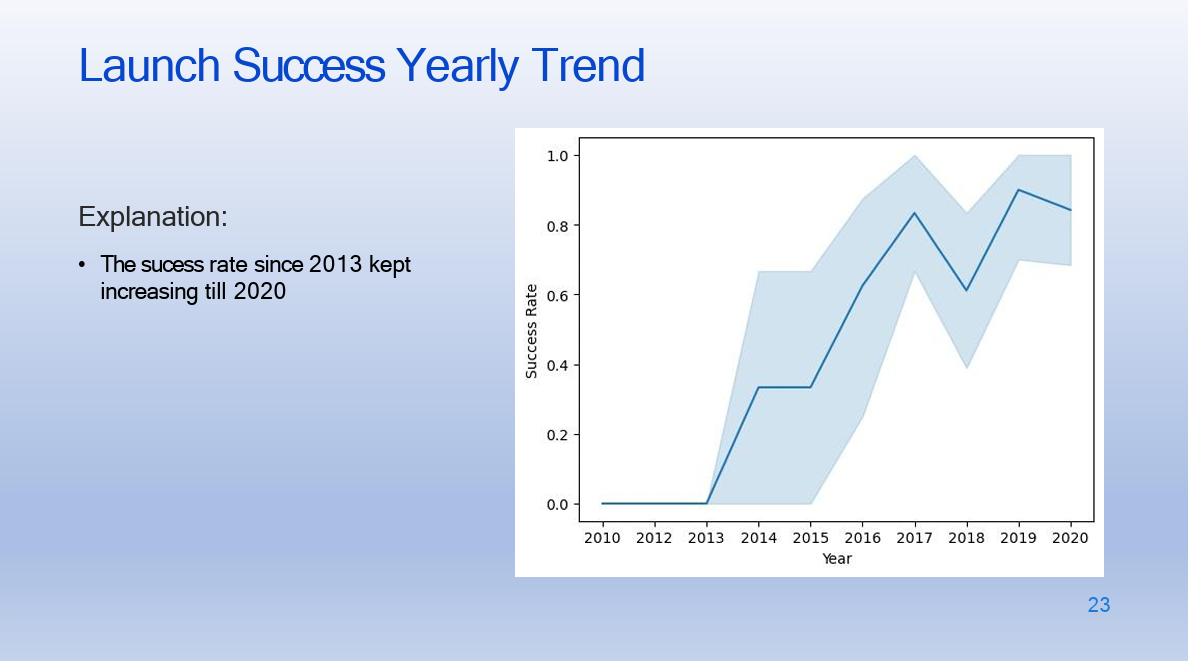 Launch Success Yearly Trend
Explanation:
• The sucess rate since 2013 kept
increasing till 2020
1.0
0.8
0.6
0.4
0.2
0.0
Success Rate
2010 2012 2013 2014 2015 2016 2017 2018 2019 2020
Year
23